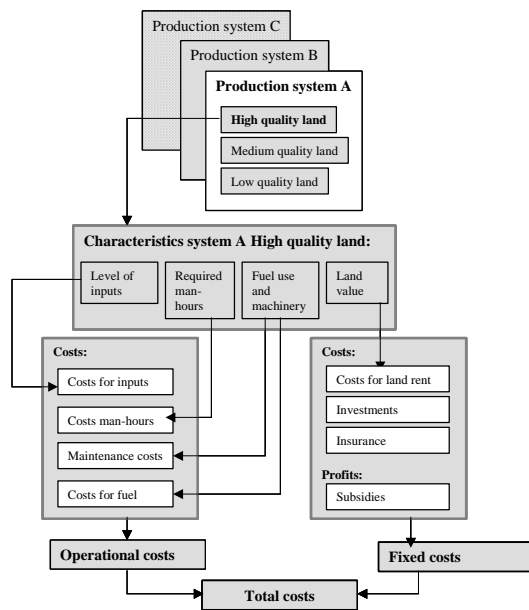 Production system C
Production system B
Production system A
High quality land
Medium quality land
Low quality land
Characteristics system A High quality land:
Level of
inputs
Required
man-
hours
Fuel use
and
machinery
Land
value
Costs:
Costs for inputs
Costs man-hours
Maintenance costs
Costs for fuel
Costs:
Costs for land rent
Investments
Insurance
Profits:
Subsidies
Operational costs
Fixed costs
Total costs